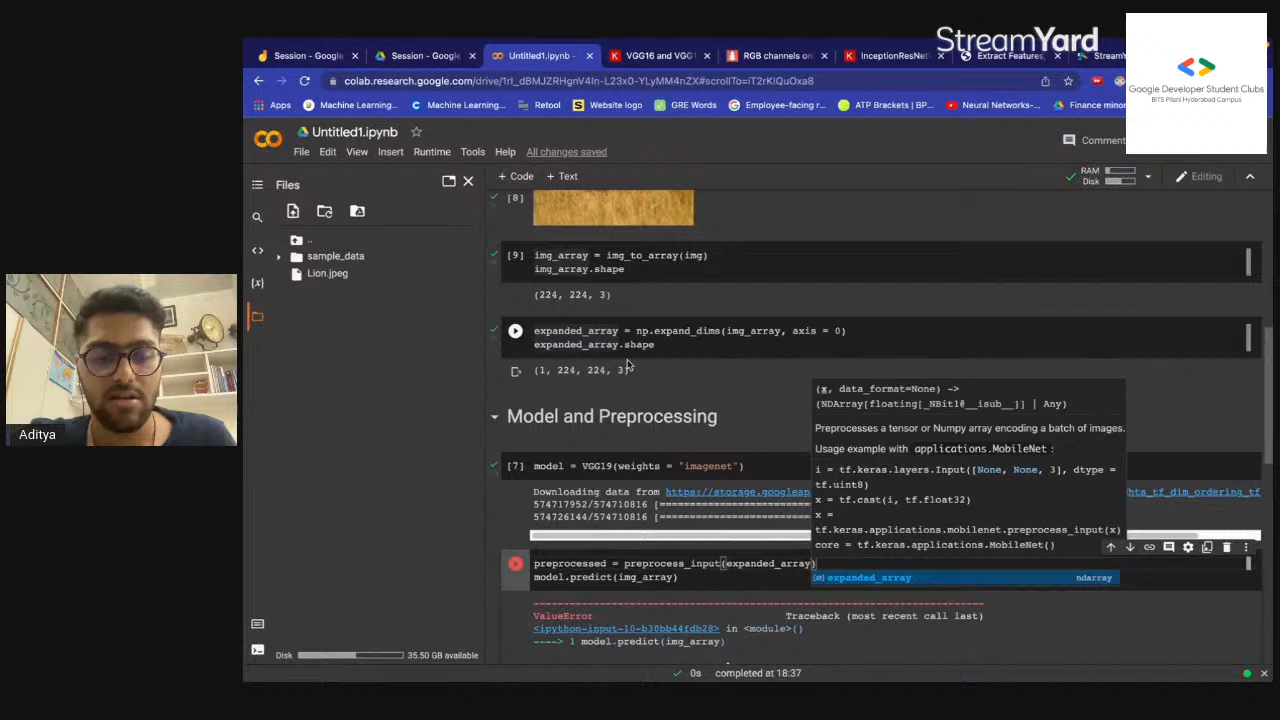 StreamYard
Google Developer Student Clubs
BITS Pilani Hyderabad Campus
Session - Google
Session - Google
Untitled1.ipynb -
VGG16 and VGG1
RGB channels on
InceptionResNe
Extract Features,
StreamY
colab.research.google.com/drive/1rI_dBMJZRHgnV4ln-L23x0-YLyMM4nZX#scrollTo=iT2rKIQuOxa8
Apps
Machine Learning...
Machine Learning...
Retool
Website logo
GRE Words
Employee-facing r...
ATP Brackets | BP...
Neural Networks-...
Finance minor
Untitled1.ipynb
File Edit View Insert Runtime Tools Help All changes saved
Comment
Files
+ Code + Text
RAM
Disk
Editing
..
sample_data
Lion.jpeg
[8]
[9] img_array = img_to_array(img)
img_array.shape
(224, 224, 3)
expanded_array = np.expand_dims(img_array, axis = 0)
expanded_array.shape
(1, 224, 224, 3)
Model and Preprocessing
[7] model = VGG19(weights = "imagenet")
Downloading data from https://storage.googleap
hts_tf_dim_ordering_tf
574717952/574710816 [==============================
574726144/574710816 [==============================
(x, data_format=None) ->
(NDArray[floating[_NBit1@__isub__]] | Any)
Preprocesses a tensor or Numpy array encoding a batch of images.
Usage example with applications.MobileNet :
i = tf.keras.layers.Input([None, None, 3], dtype =
tf.uint8)
x = tf.cast(i, tf.float32)
x =
tf.keras.applications.mobilenet.preprocess_input(x)
core = tf.keras.applications.MobileNet()
preprocessed = preprocess_input(expanded_array)
model.predict(img_array)
expanded_array ndarray
ValueError Traceback (most recent call last)
<ipython-input-10-b30bb44fdb28> in <module>()
----> 1 model.predict(img_array)
Disk 35.50 GB available
0s completed at 18:37
Aditya